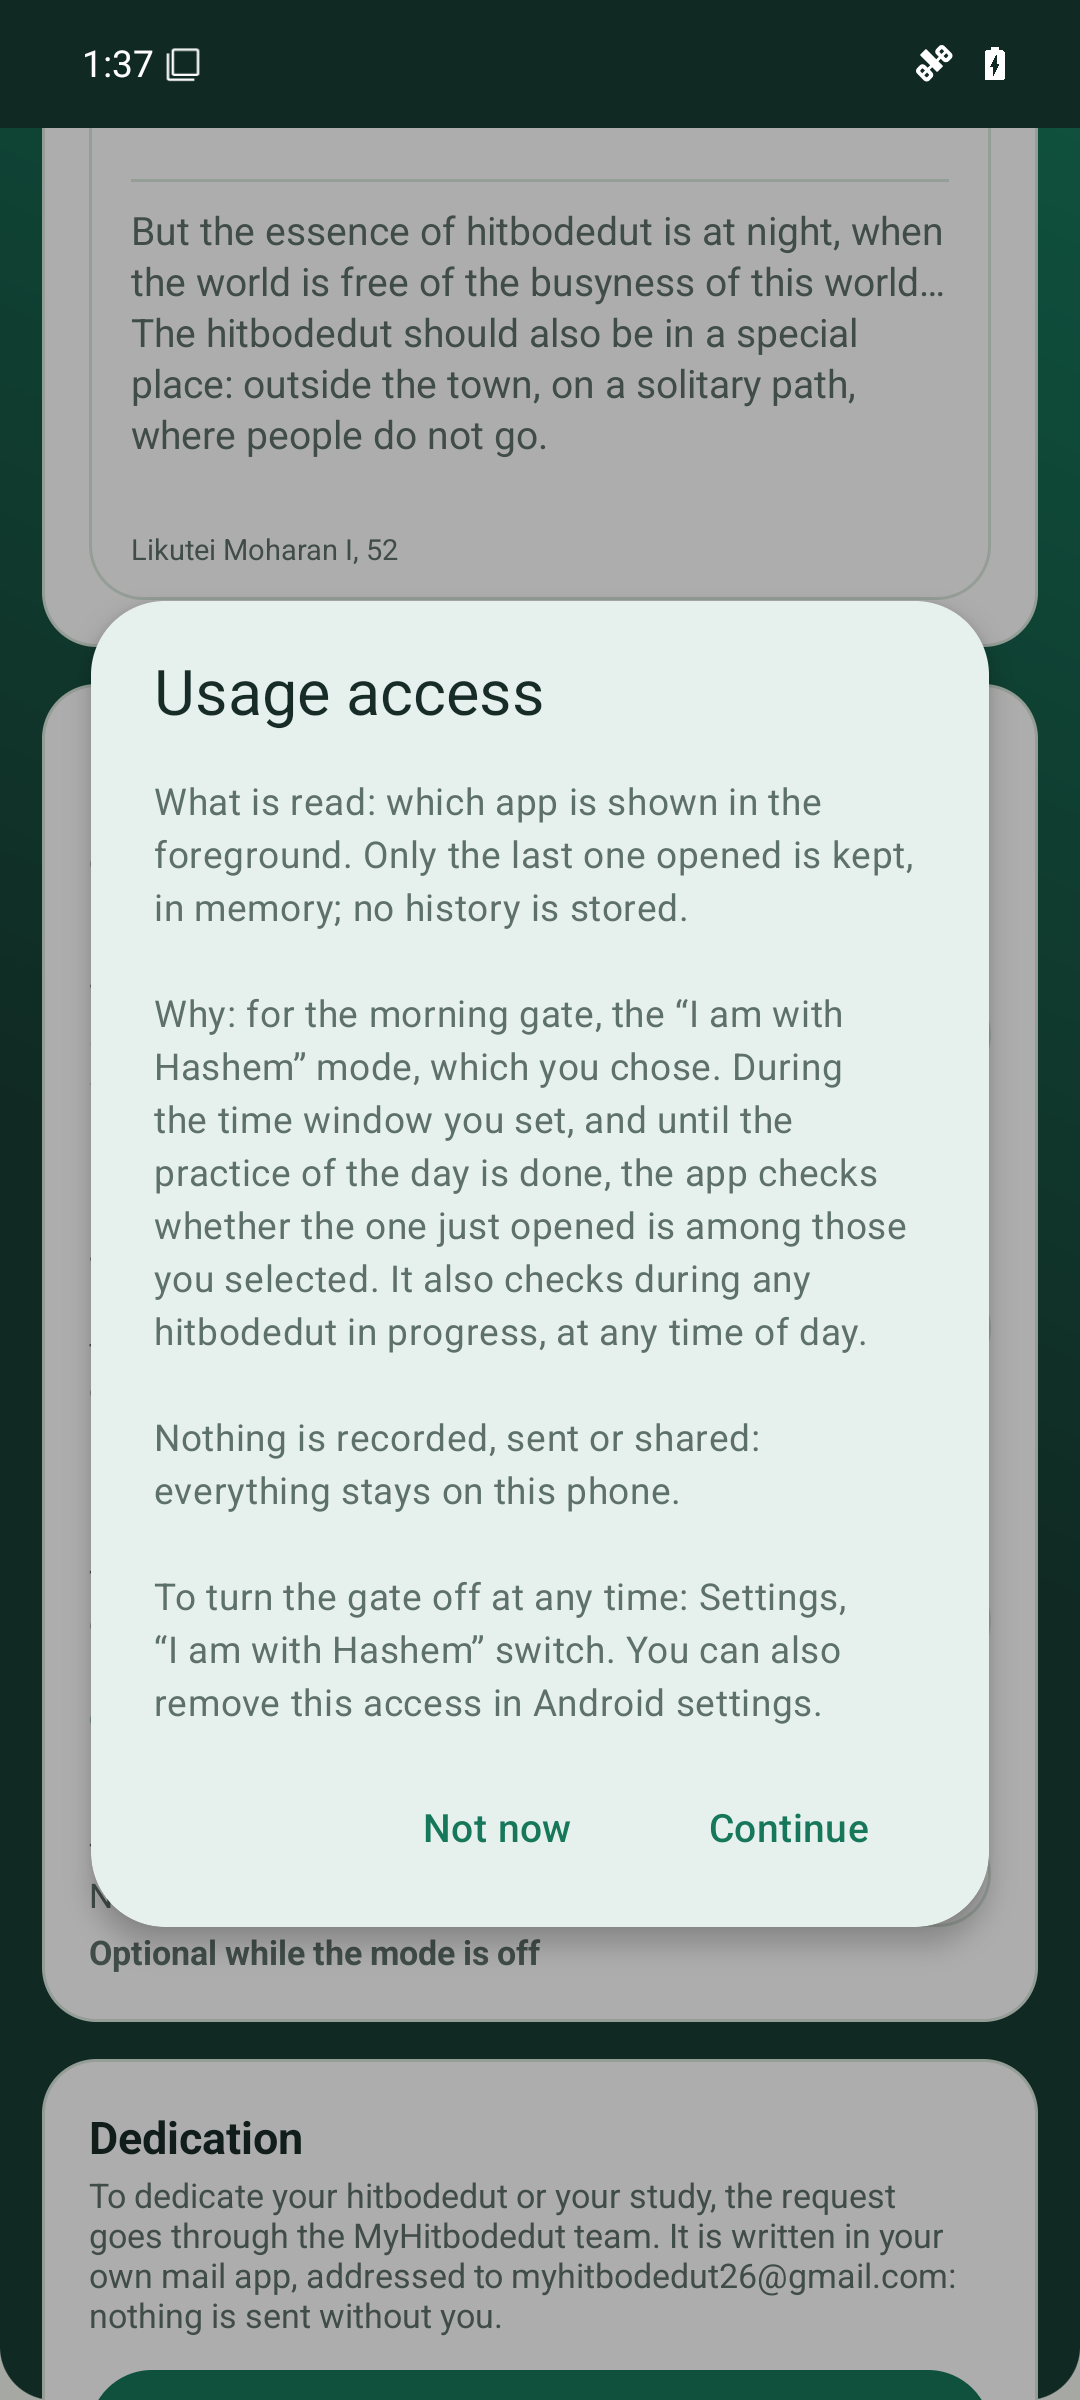 1:37
But the essence of hitbodedut is at night, when
the world is free of the busyness of this world…
The hitbodedut should also be in a special
place: outside the town, on a solitary path,
where people do not go.
Likutei Moharan I, 52
Usage access
What is read: which app is shown in the
foreground. Only the last one opened is kept,
in memory; no history is stored.
Why: for the morning gate, the “I am with
Hashem” mode, which you chose. During
the time window you set, and until the
practice of the day is done, the app checks
whether the one just opened is among those
you selected. It also checks during any
hitbodedut in progress, at any time of day.
Nothing is recorded, sent or shared:
everything stays on this phone.
To turn the gate off at any time: Settings,
“I am with Hashem” switch. You can also
remove this access in Android settings.
Not now Continue
Optional while the mode is off
Dedication
To dedicate your hitbodedut or your study, the request
goes through the MyHitbodedut team. It is written in your
own mail app, addressed to myhitbodedut26@gmail.com:
nothing is sent without you.